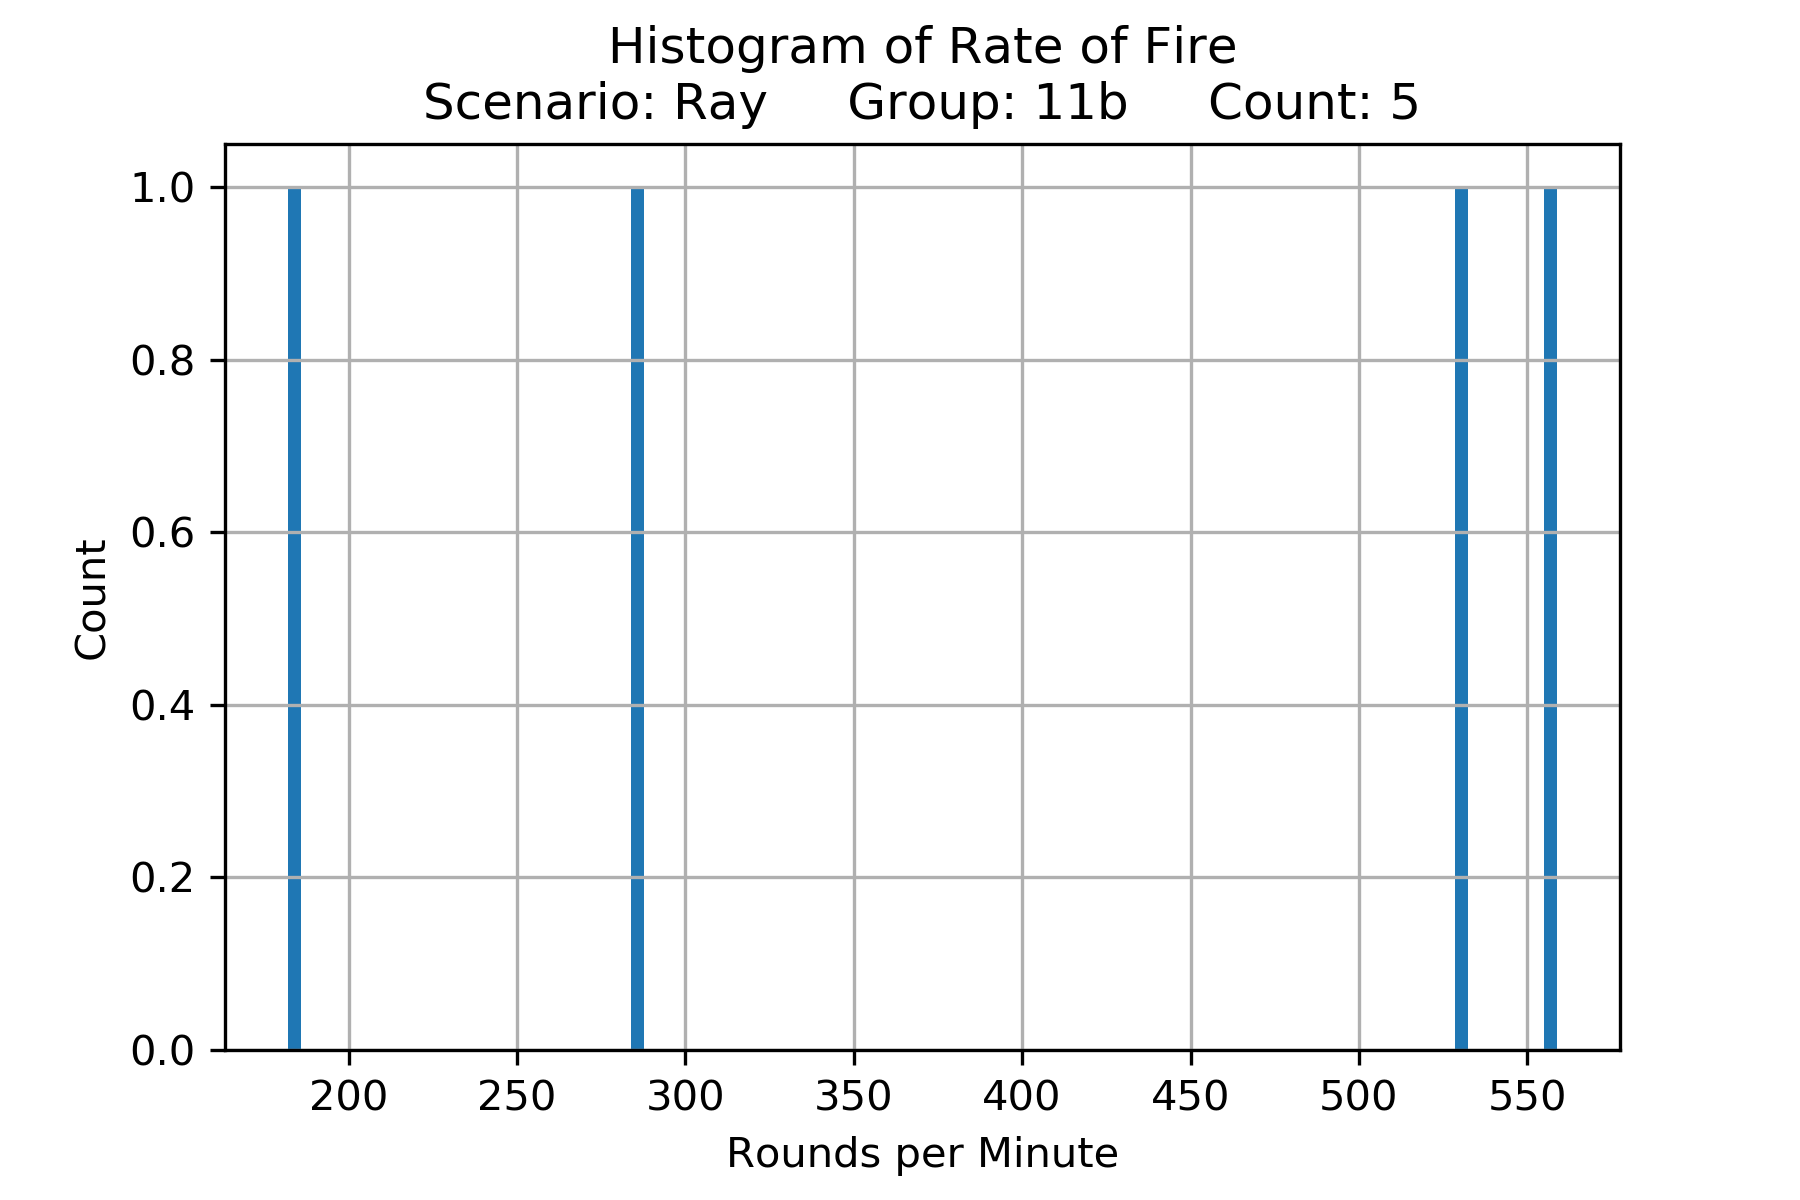 Histogram of Rate of Fire
Scenario: Ray Group: 11b Count: 5
1.0
0.8
0.6
0.4
0.2
0.0
Count
200 250 300 350 400 450 500 550
Rounds per Minute